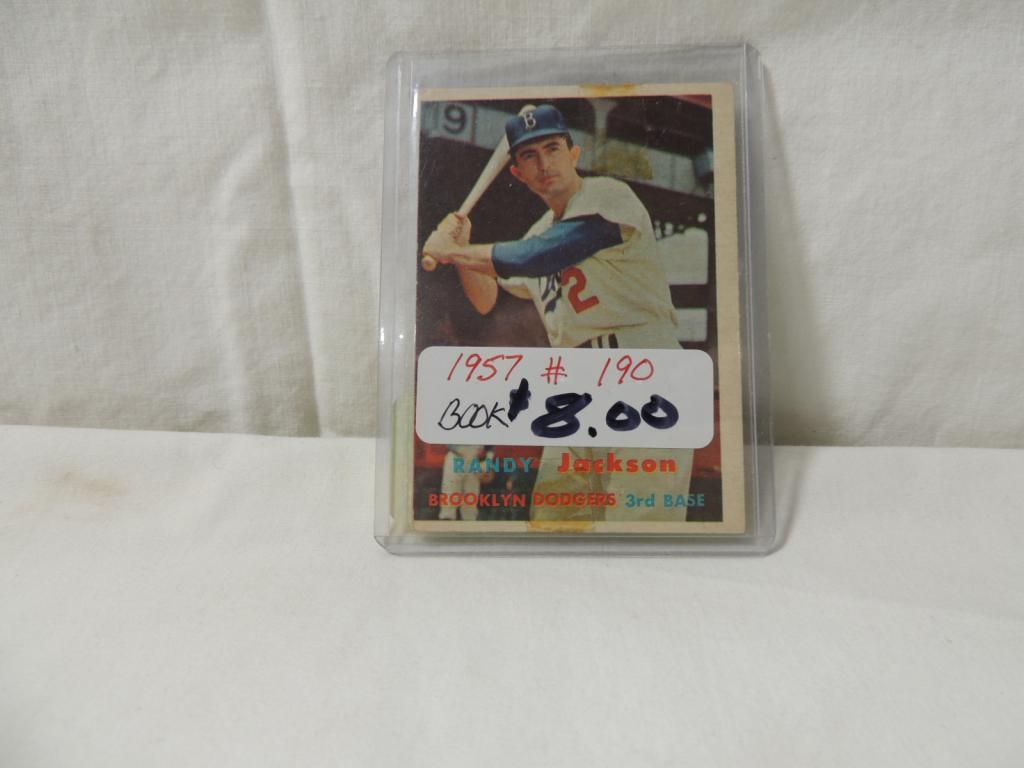 9
B
2
1957 # 190
BOOK $8.00
RANDY Jackson
BROOKLYN DODGERS 3rd BASE